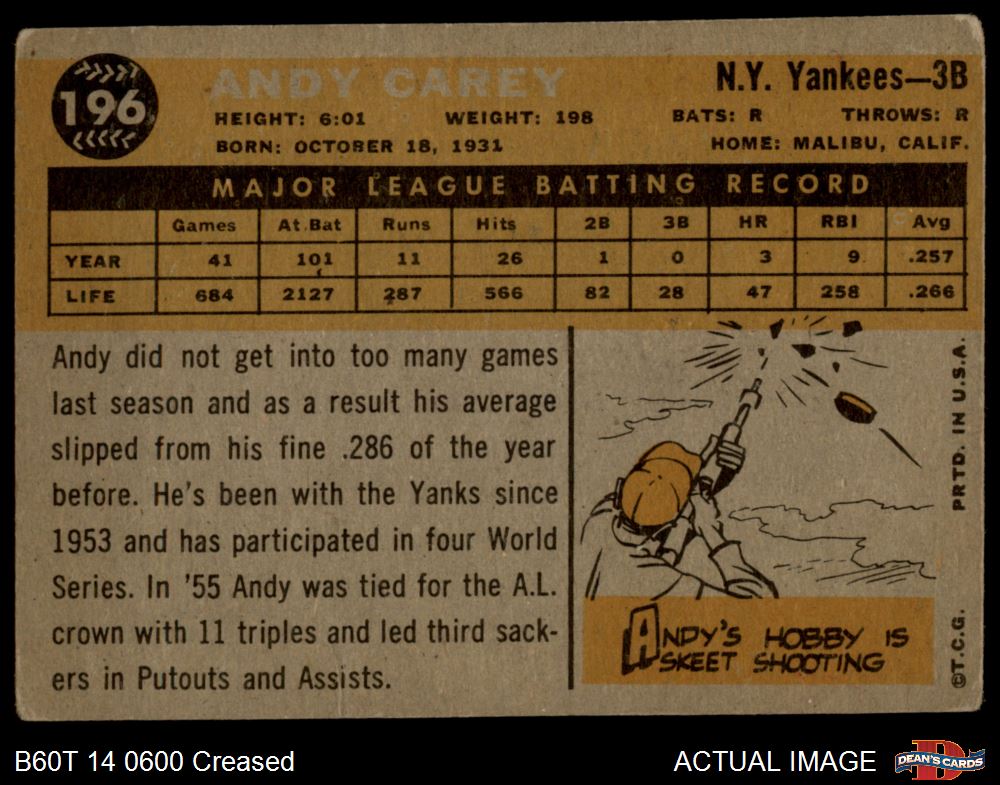 196
ANDY CAREY
N.Y. Yankees—3B
HEIGHT: 6:01 WEIGHT: 198 BATS: R THROWS: R
BORN: OCTOBER 18, 1931 HOME: MALIBU, CALIF.
MAJOR LEAGUE BATTING RECORD
Games At Bat Runs Hits 2B 3B HR RBI Avg
YEAR 41 101 11 26 1 0 3 9 .257
LIFE 684 2127 287 566 82 28 47 258 .266
Andy did not get into too many games
last season and as a result his average
slipped from his fine .286 of the year
before. He's been with the Yanks since
1953 and has participated in four World
Series. In '55 Andy was tied for the A.L.
crown with 11 triples and led third sack-
ers in Putouts and Assists.
ANDY'S HOBBY IS
SKEET SHOOTING
©T.C.G. PRTD. IN U.S.A.
B60T 14 0600 Creased
ACTUAL IMAGE
D
DEAN'S CARDS